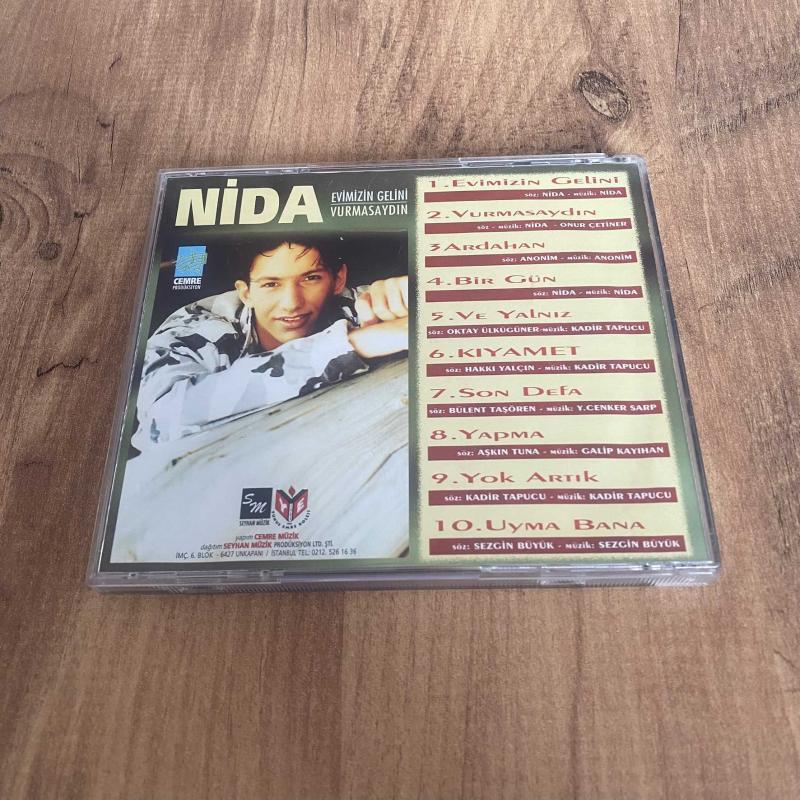 NİDA
EVİMİZİN GELİNİ
VURMASAYDIN
CEMRE
PRODÜKSİYON
SM
SEYHAN MÜZİK
YE
yapım CEMRE MÜZİK
dağıtım SEYHAN MÜZİK PRODÜKSİYON LTD. ŞTİ.
İMÇ. 6. BLOK - 6427 UNKAPANI / İSTANBUL TEL: 0212. 526 16 36
1.Evimizin Gelini
söz: NİDA - müzik: NİDA
2.Vurmasaydın
söz - müzik: NİDA - ONUR ÇETİNER
3 Ardahan
söz: ANONİM - müzik: ANONİM
4.Bir Gün
söz: NİDA - müzik: NİDA
5.Ve Yalnız
söz: OKTAY ÜLKÜGÜNER-müzik: KADİR TAPUCU
6.KIYAMET
söz: HAKKI YALÇIN - müzik: KADİR TAPUCU
7.Son Defa
söz: BÜLENT TAŞÖREN - müzik: Y.CENKER SARP
8.Yapma
söz: AŞKIN TUNA - müzik: GALİP KAYIHAN
9.Yok Artık
söz: KADİR TAPUCU - müzik: KADİR TAPUCU
10.Uyma Bana
söz: SEZGİN BÜYÜK - müzik: SEZGİN BÜYÜK